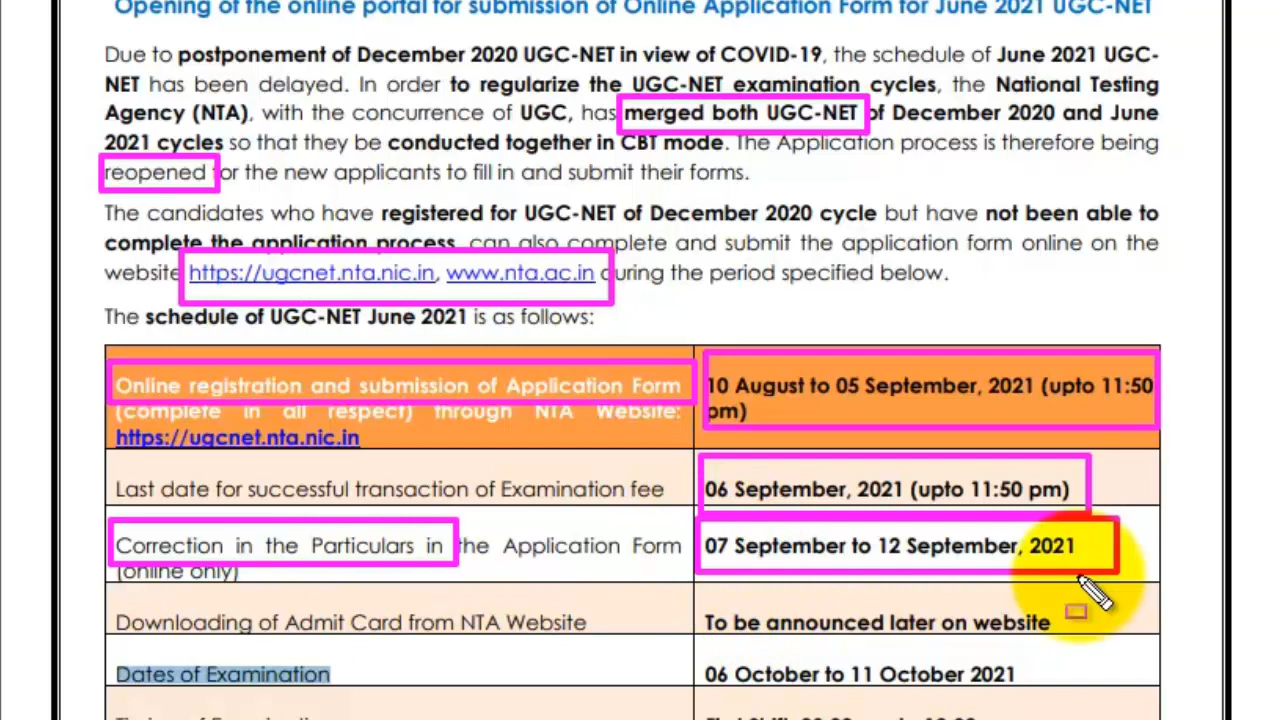 Opening of the online portal for submission of Online Application Form for June 2021 UGC-NET
Due to postponement of December 2020 UGC-NET in view of COVID-19, the schedule of June 2021 UGC-
NET has been delayed. In order to regularize the UGC-NET examination cycles, the National Testing
Agency (NTA), with the concurrence of UGC, has merged both UGC-NET of December 2020 and June
2021 cycles so that they be conducted together in CBT mode. The Application process is therefore being
reopened for the new applicants to fill in and submit their forms.
The candidates who have registered for UGC-NET of December 2020 cycle but have not been able to
complete the application process, can also complete and submit the application form online on the
website https://ugcnet.nta.nic.in, www.nta.ac.in during the period specified below.
The schedule of UGC-NET June 2021 is as follows:
Online registration and submission of Application Form
(complete in all respect) through NTA Website:
https://ugcnet.nta.nic.in
10 August to 05 September, 2021 (upto 11:50
pm)
Last date for successful transaction of Examination fee
06 September, 2021 (upto 11:50 pm)
Correction in the Particulars in the Application Form
(online only)
07 September to 12 September, 2021
Downloading of Admit Card from NTA Website
To be announced later on website
Dates of Examination
06 October to 11 October 2021